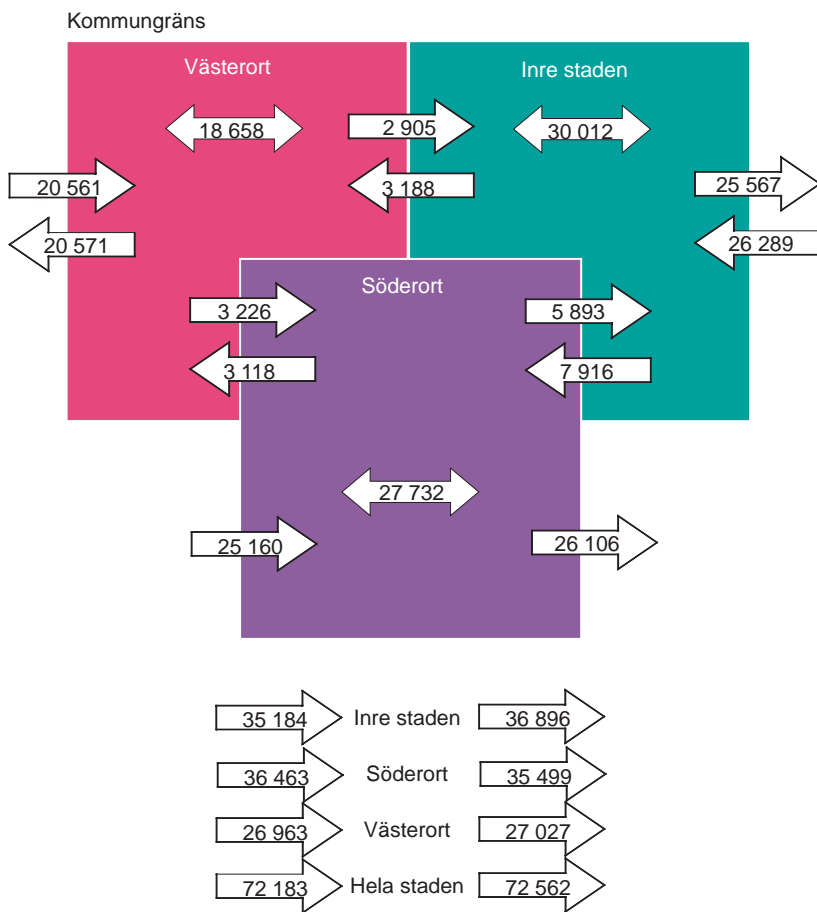 Kommungräns
Västerort Inre staden
18 658 2 905 30 012
20 561 3 188 25 567
20 571 26 289
Söderort
3 226 5 893
3 118 7 916
27 732
25 160 26 106
35 184 Inre staden 36 896
36 463 Söderort 35 499
26 963 Västerort 27 027
72 183 Hela staden 72 562